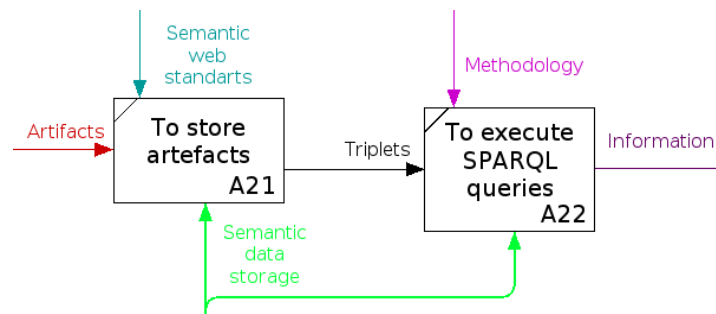 Semantic
web
standarts
Methodology
Artifacts
To store
artefacts
A21
Triplets
To execute
SPARQL
queries
A22
Information
Semantic
data
storage